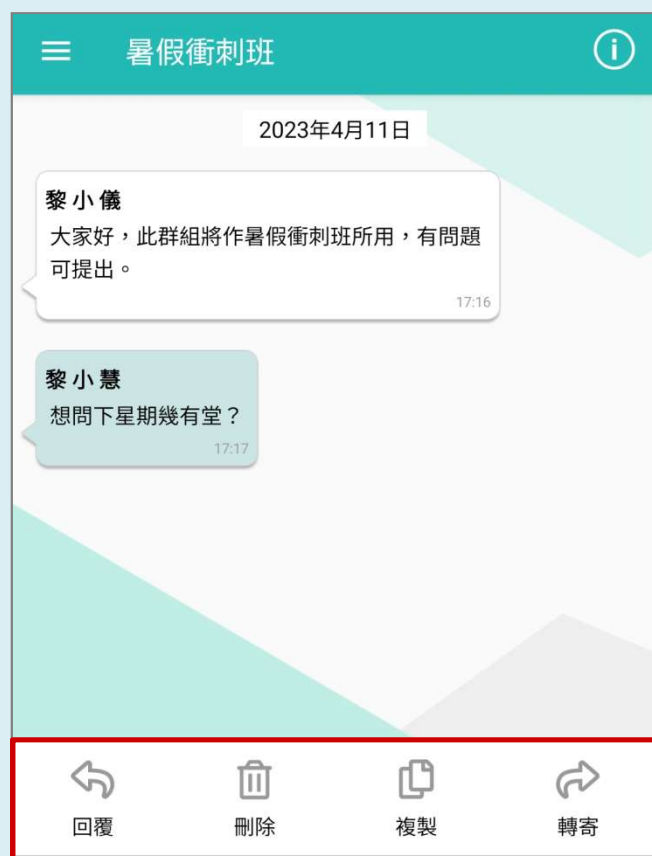 暑假衝刺班
2023年4月11日
黎小儀
大家好，此群組將作暑假衝刺班所用，有問題
可提出。
17:16
黎小慧
想問下星期幾有堂？
17:17
回覆 刪除 複製 轉寄